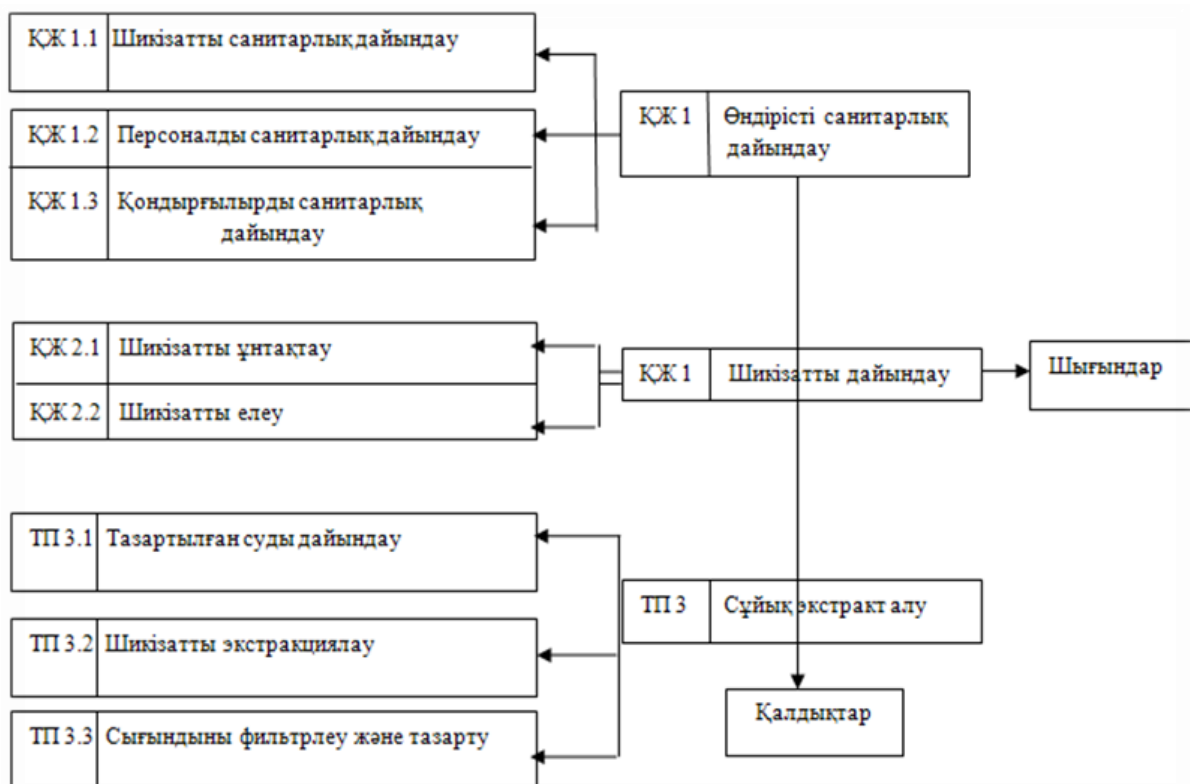 ҚЖ 1.1 Шикізатты санитарлық дайындау
ҚЖ 1 Өндірісті санитарлық
дайындау
ҚЖ 1.2 Персоналды санитарлық дайындау
ҚЖ 1.3 Қондырғылырды санитарлық
дайындау
ҚЖ 2.1 Шикізатты ұнтақтау
ҚЖ 1 Шикізатты дайындау
Шығындар
ҚЖ 2.2 Шикізатты елеу
ТП 3.1 Тазартылған суды дайындау
ТП 3 Сұйық экстракт алу
ТП 3.2 Шикізатты экстракциялау
Қалдықтар
ТП 3.3 Сығындыны фильтрлеу және тазарту